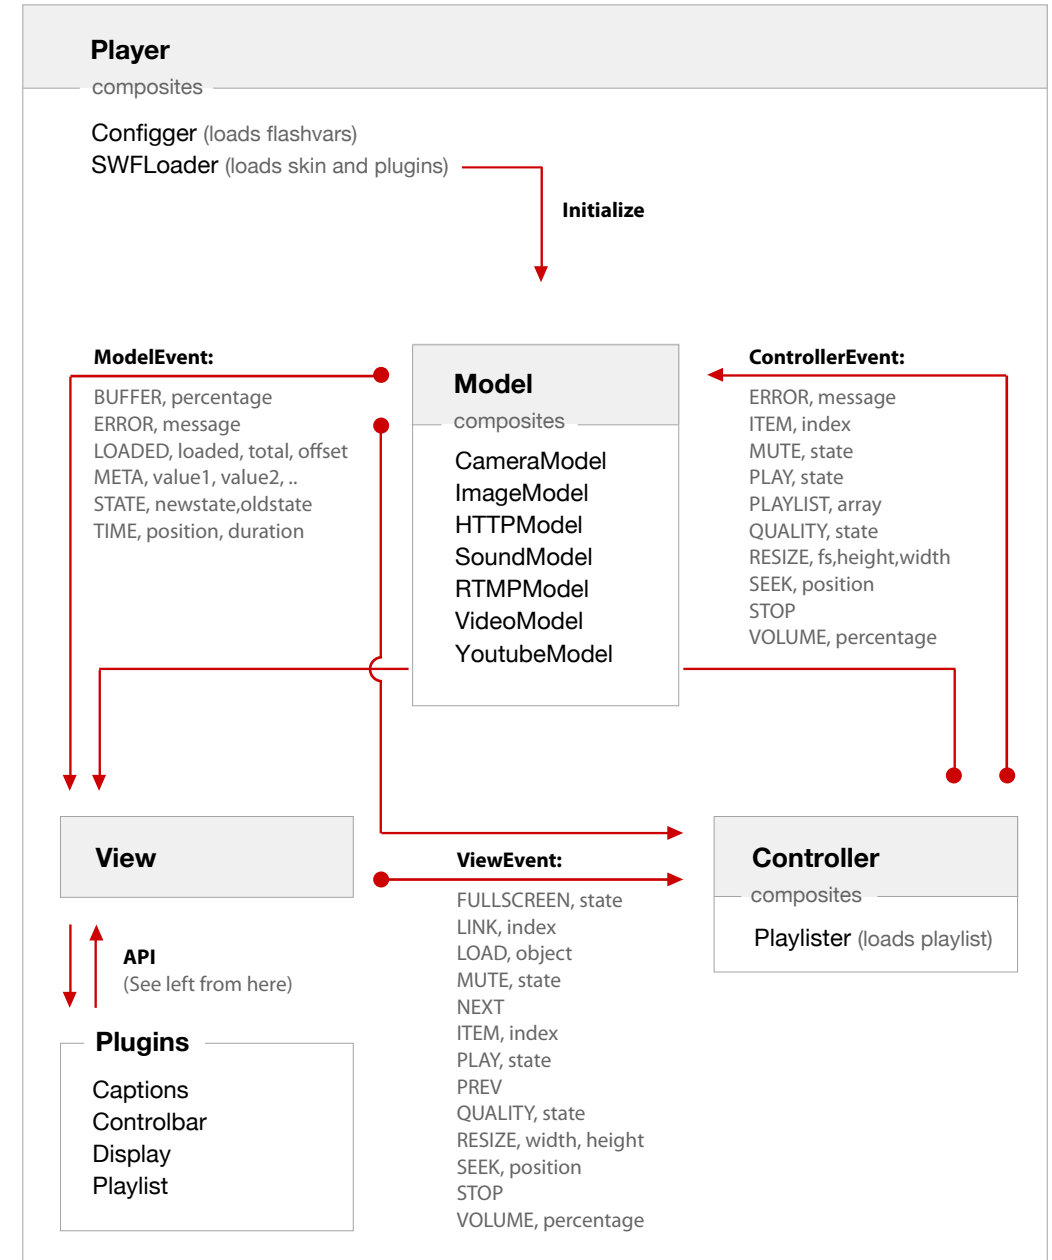 Player
composites
Configger (loads flashvars)
SWFLoader (loads skin and plugins)
Initialize
ModelEvent:
BUFFER, percentage
ERROR, message
LOADED, loaded, total, offset
META, value1, value2, ..
STATE, newstate,oldstate
TIME, position, duration
Model
composites
CameraModel
ImageModel
HTTPModel
SoundModel
RTMPModel
VideoModel
YoutubeModel
ControllerEvent:
ERROR, message
ITEM, index
MUTE, state
PLAY, state
PLAYLIST, array
QUALITY, state
RESIZE, fs,height,width
SEEK, position
STOP
VOLUME, percentage
View
API
(See left from here)
Plugins
Captions
Controlbar
Display
Playlist
ViewEvent:
FULLSCREEN, state
LINK, index
LOAD, object
MUTE, state
NEXT
ITEM, index
PLAY, state
PREV
QUALITY, state
RESIZE, width, height
SEEK, position
STOP
VOLUME, percentage
Controller
composites
Playlister (loads playlist)